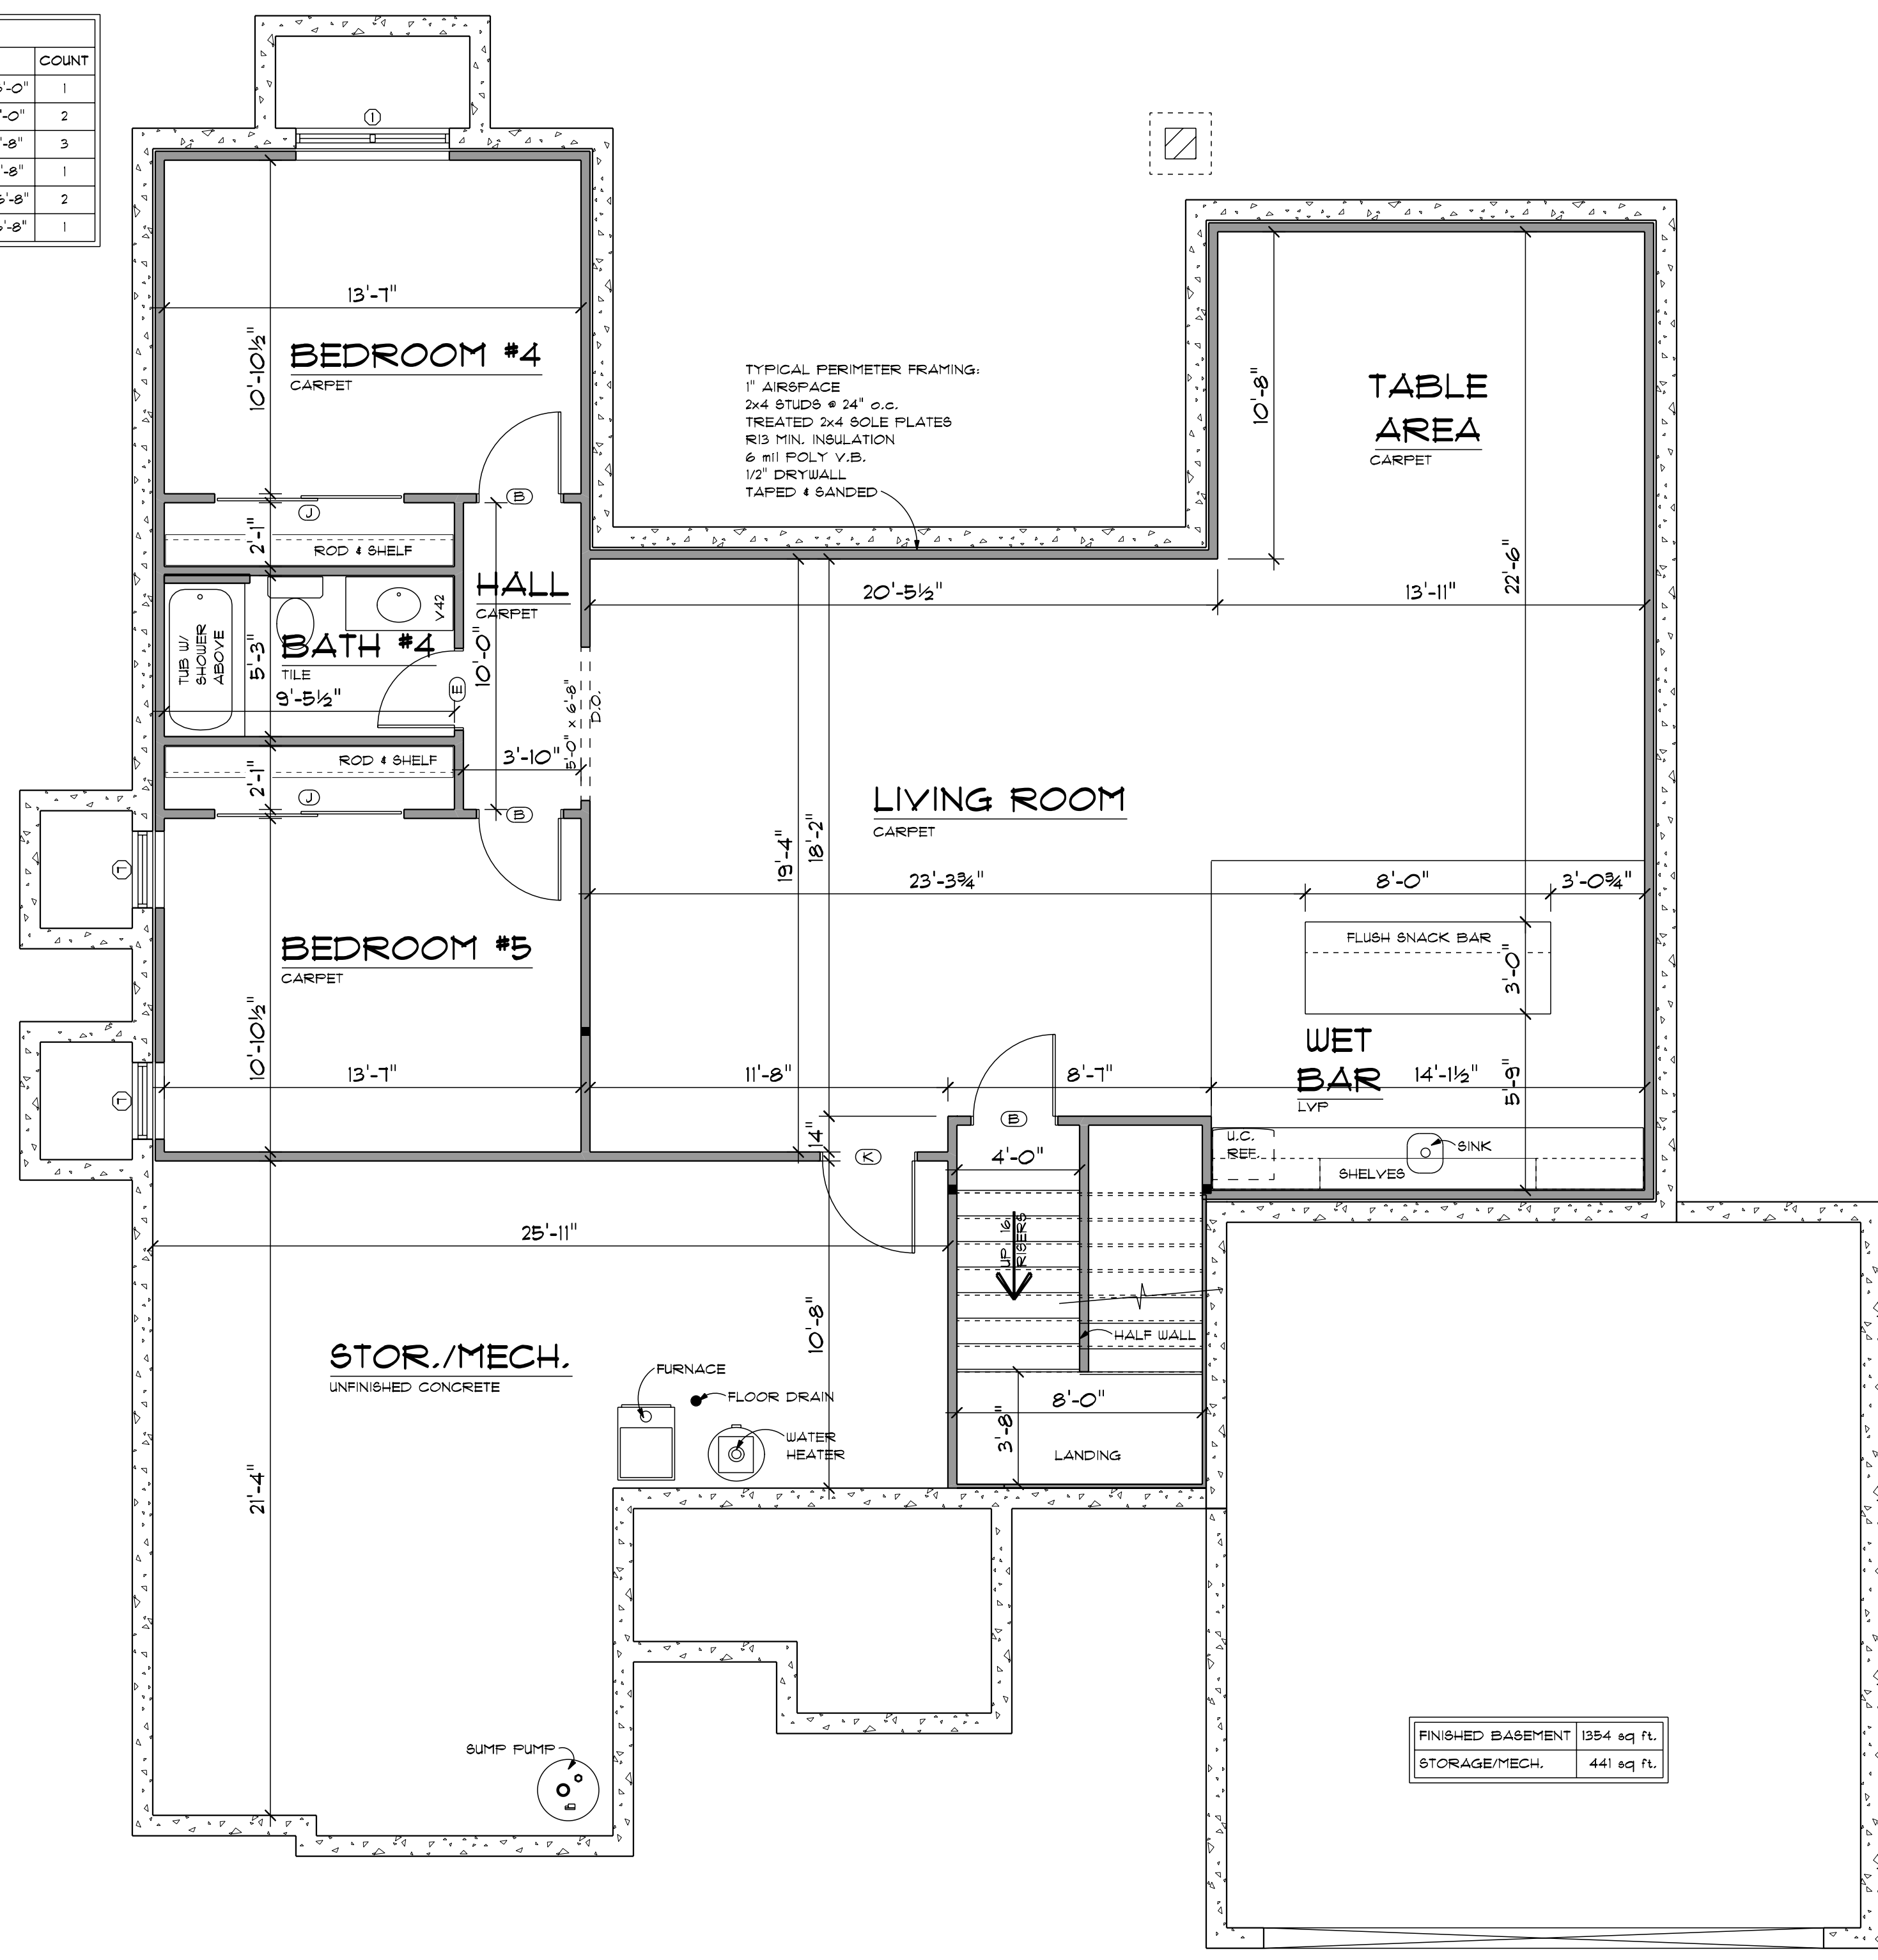 COUNT
1
2
3
1
2
1
1
13'-7"
10'-10½"
BEDROOM #4
CARPET
B
J
2'-1"
ROD & SHELF
HALL
CARPET
TUB W/
SHOWER
ABOVE
V42
BATH #4
TILE
5'-3"
9'-5½"
10'-0"
E
5'-0" x 6'-8"
D.O.
3'-10"
ROD & SHELF
2'-1"
J
B
TYPICAL PERIMETER FRAMING:
1" AIRSPACE
2x4 STUDS @ 24" o.c.
TREATED 2x4 SOLE PLATES
R13 MIN. INSULATION
6 mil POLY V.B.
1/2" DRYWALL
TAPED & SANDED
10'-8"
TABLE
AREA
CARPET
22'-6"
20'-5½"
13'-11"
LIVING ROOM
CARPET
19'-4"
18'-2"
23'-3¾"
8'-0"
3'-0¾"
FLUSH SNACK BAR
3'-0"
BEDROOM #5
CARPET
10'-10½"
13'-7"
11'-8"
8'-7"
WET
BAR
LVP
14'-1½"
5'-9"
14"
K
B
4'-0"
U.C.
REF.
SHELVES
SINK
25'-11"
UP 16
RISERS
10'-8"
HALF WALL
STOR./MECH.
UNFINISHED CONCRETE
FURNACE
FLOOR DRAIN
WATER
HEATER
8'-0"
3'-8"
LANDING
21'-4"
SUMP PUMP
FINISHED BASEMENT 1354 sq ft.
STORAGE/MECH. 441 sq ft.